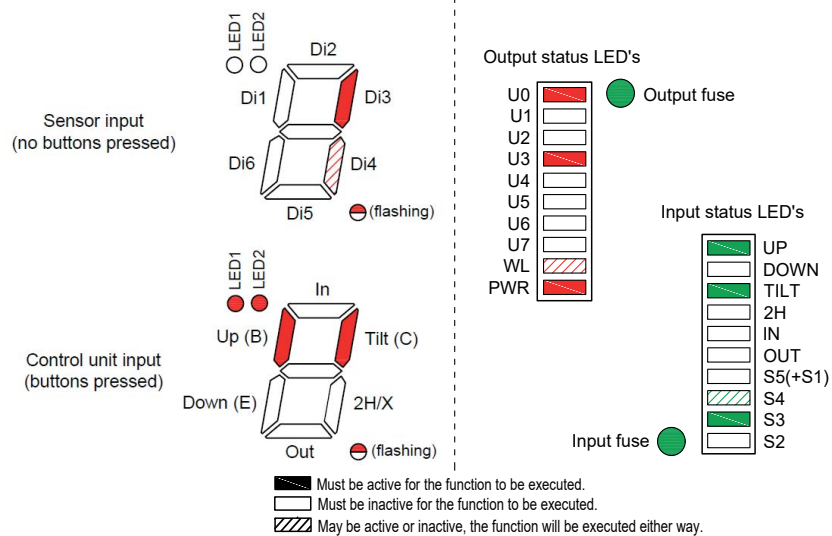 LED1
LED2
Di2
Di1
Di3
Sensor input
(no buttons pressed)
Di6
Di4
Di5
(flashing)
LED1
LED2
In
Up (B)
Tilt (C)
Control unit input
(buttons pressed)
Down (E)
2H/X
Out
(flashing)
Output status LED's
U0
U1
U2
U3
U4
U5
U6
U7
WL
PWR
Output fuse
Input status LED's
UP
DOWN
TILT
2H
IN
OUT
S5(+S1)
S4
S3
S2
Input fuse
Must be active for the function to be executed.
Must be inactive for the function to be executed.
May be active or inactive, the function will be executed either way.